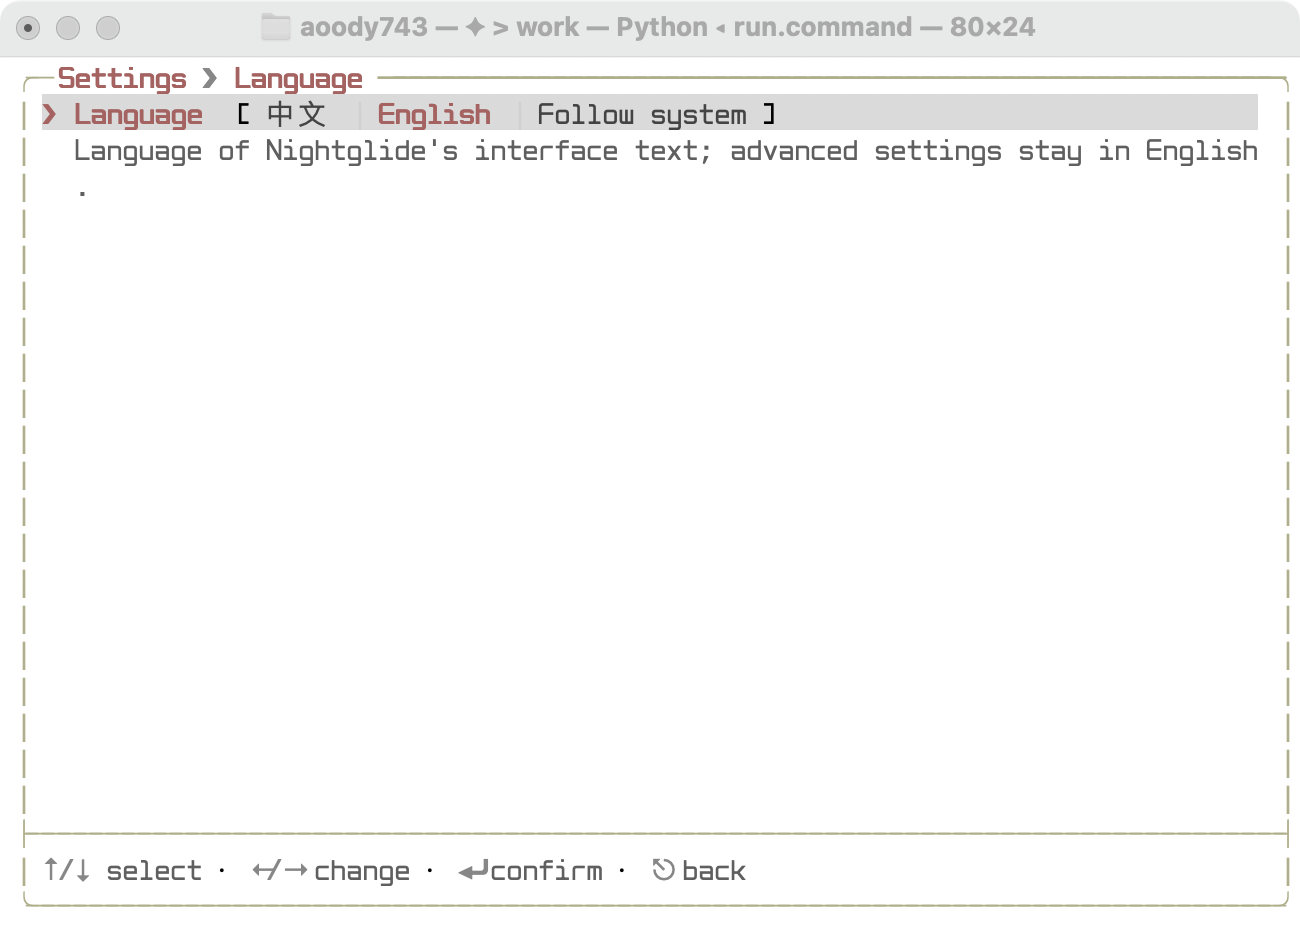 aoody743 — ✦ > work — Python ◂ run.command — 80×24
Settings ❯ Language
❯ Language [ 中文 | English | Follow system ]
Language of Nightglide's interface text; advanced settings stay in English
.
↑/↓ select · ←/→ change · ↵ confirm · ⎋ back